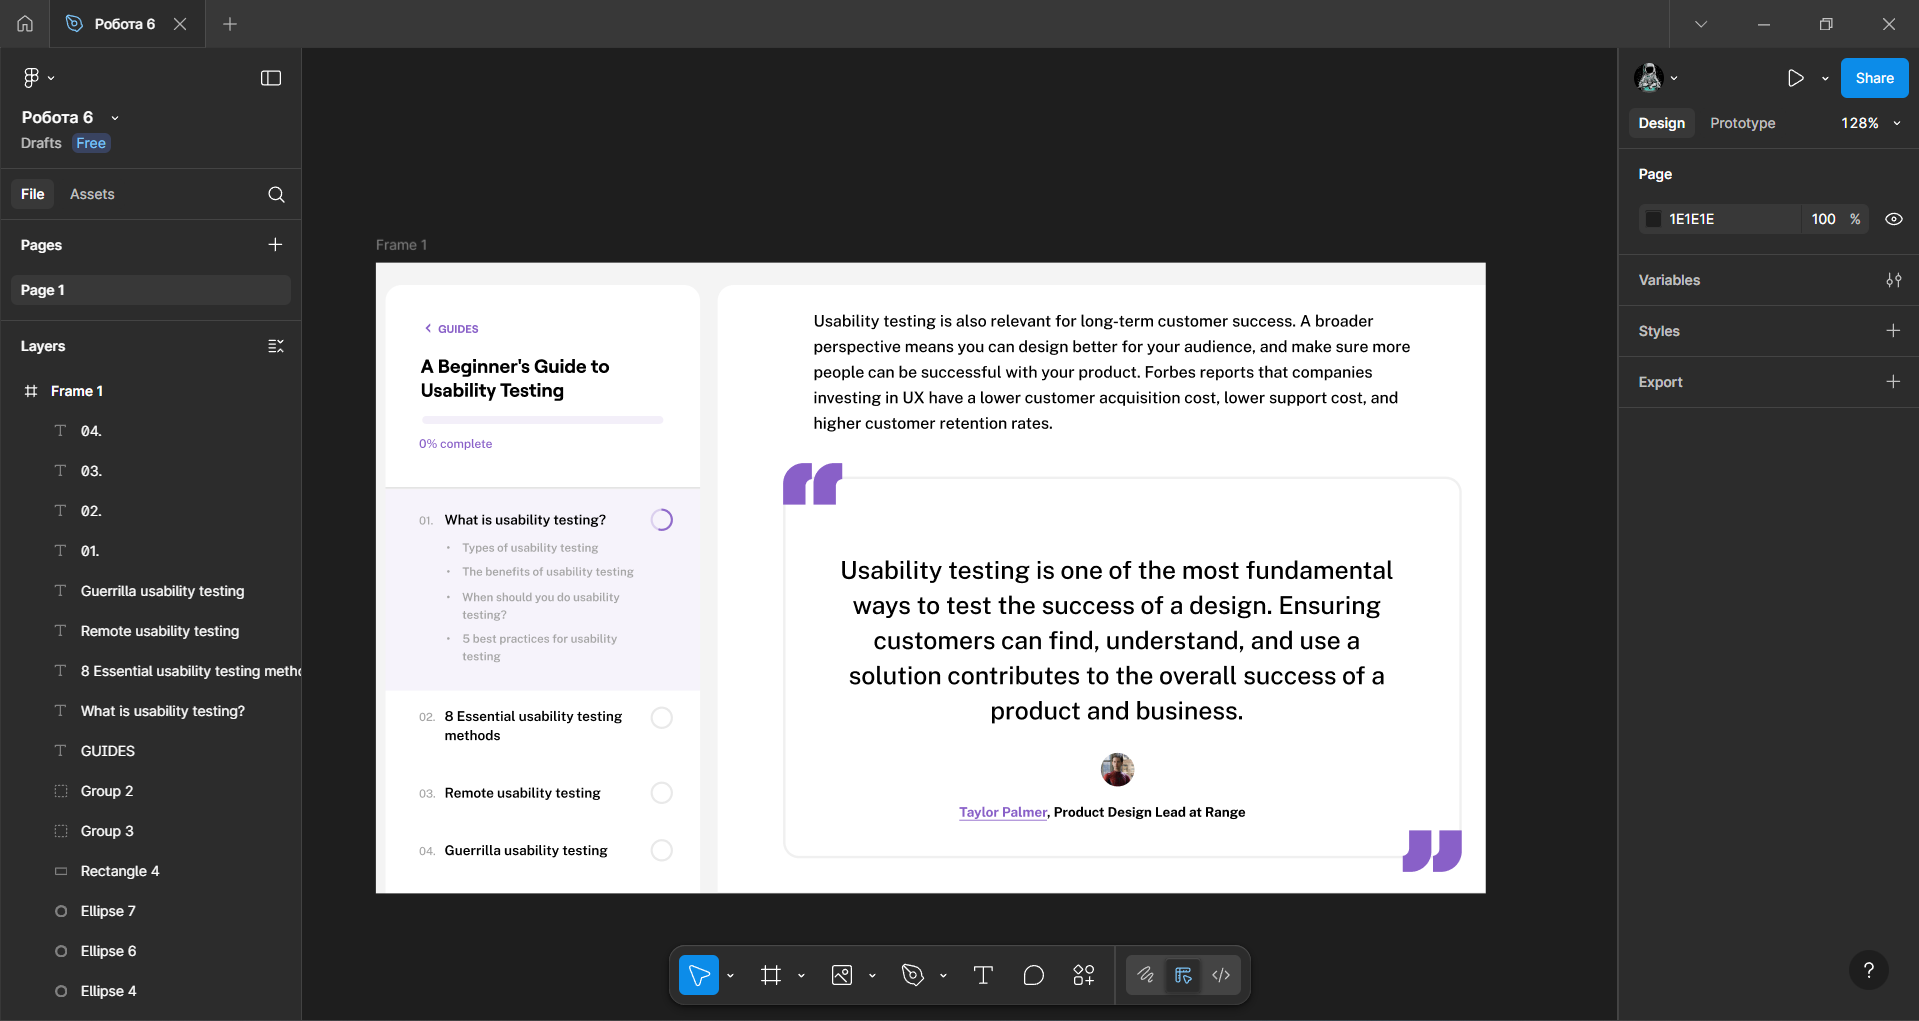 Робота 6
Робота 6
Drafts Free
File Assets
Pages
Page 1
Layers
Frame 1
04.
03.
02.
01.
Guerrilla usability testing
Remote usability testing
8 Essential usability testing
What is usability testing?
GUIDES
Group 2
Group 3
Rectangle 4
Ellipse 7
Ellipse 6
Ellipse 4
Frame 1
GUIDES
A Beginner's Guide to
Usability Testing
0% complete
01. What is usability testing?
• Types of usability testing
• The benefits of usability testing
• When should you do usability
testing?
• 5 best practices for usability
testing
02. 8 Essential usability testing
methods
03. Remote usability testing
04. Guerrilla usability testing
Usability testing is also relevant for long-term customer success. A broader
perspective means you can design better for your audience, and make sure more
people can be successful with your product. Forbes reports that companies
investing in UX have a lower customer acquisition cost, lower support cost, and
higher customer retention rates.
Usability testing is one of the most fundamental
ways to test the success of a design. Ensuring
customers can find, understand, and use a
solution contributes to the overall success of a
product and business.
Taylor Palmer, Product Design Lead at Range
Share
Design Prototype 128%
Page
1E1E1E 100 %
Variables
Styles
Export
?